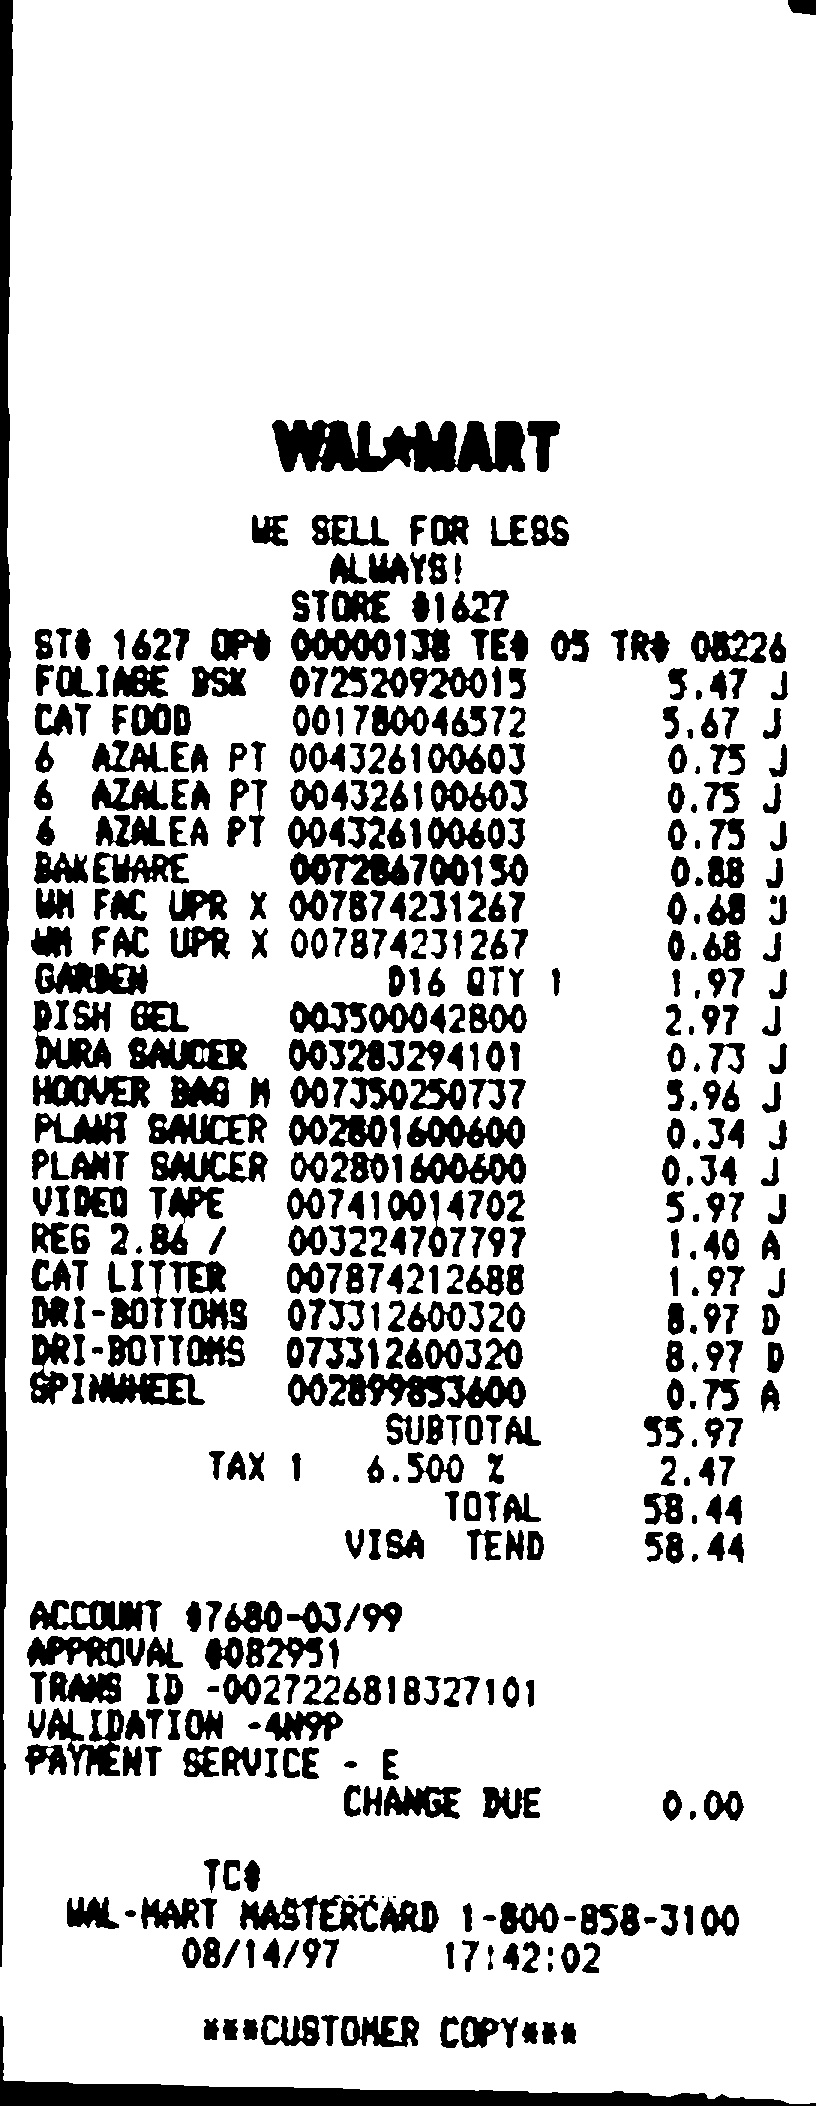 WAL★MART
WE SELL FOR LESS
ALWAYS!
STORE #1627
ST# 1627 OP# 00000138 TE# 05 TR# 08226
FOLIAGE BSK 072520920015 5.47 J
CAT FOOD 001780046572 5.67 J
6 AZALEA PT 004326100603 0.75 J
6 AZALEA PT 004326100603 0.75 J
6 AZALEA PT 004326100603 0.75 J
BAKEWARE 007286700150 0.88 J
WM FAC UPR X 007874231267 0.68 J
WM FAC UPR X 007874231267 0.68 J
GARDEN D16 QTY 1 1.97 J
DISH GEL 003500042800 2.97 J
DURA SAUCER 003283294101 0.73 J
HOOVER BAG M 007350250737 5.96 J
PLANT SAUCER 002801600600 0.34 J
PLANT SAUCER 002801600600 0.34 J
VIDEO TAPE 007410014702 5.97 J
REG 2.86 / 003224707797 1.40 A
CAT LITTER 007874212688 1.97 J
DRI-BOTTOMS 073312600320 8.97 D
DRI-BOTTOMS 073312600320 8.97 D
SPINWHEEL 002899853600 0.75 A
SUBTOTAL 55.97
TAX 1 6.500 % 2.47
TOTAL 58.44
VISA TEND 58.44
ACCOUNT #7680-03/99
APPROVAL #082951
TRANS ID -0027226818327101
VALIDATION -4N9P
PAYMENT SERVICE - E
CHANGE DUE 0.00
TC#
WAL-MART MASTERCARD 1-800-858-3100
08/14/97 17:42:02
***CUSTOMER COPY***